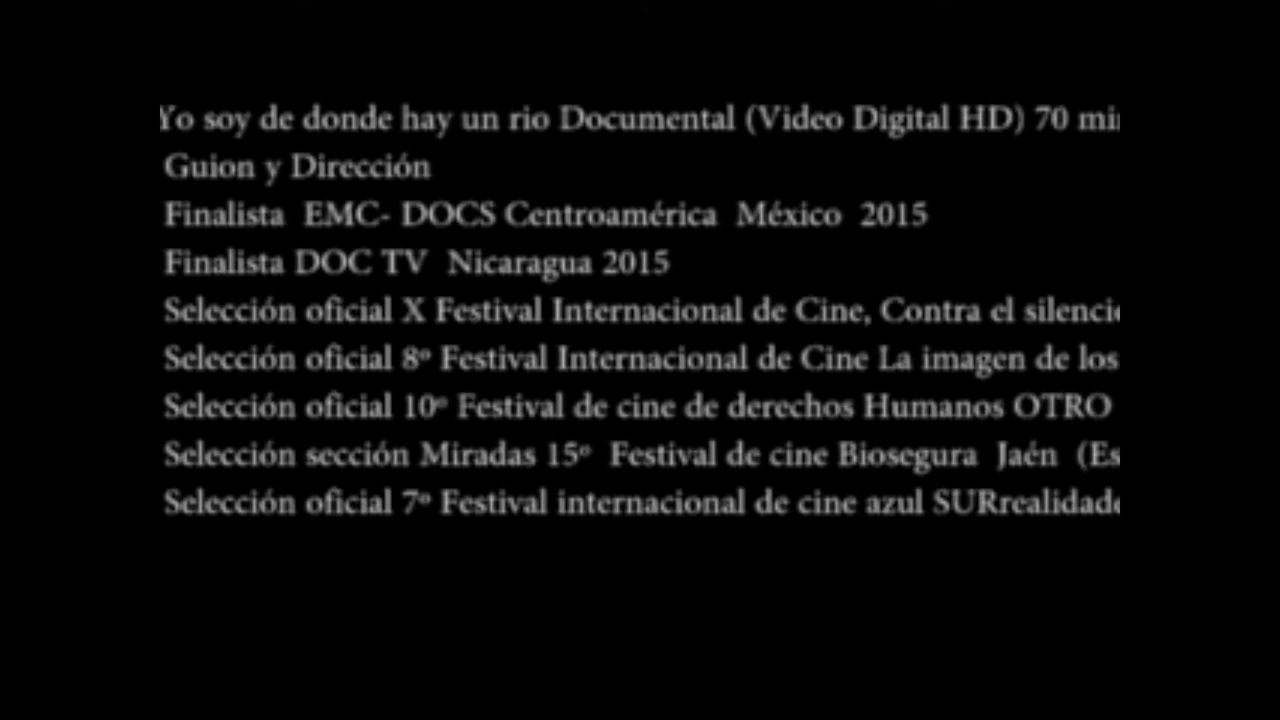 Yo soy de donde hay un rio Documental (Video Digital HD) 70
Guion y Dirección
Finalista EMC- DOCS Centroamérica México 2015
Finalista DOC TV Nicaragua 2015
Selección oficial X Festival Internacional de Cine, Contra el
Selección oficial 8º Festival Internacional de Cine La imagen de los
Selección oficial 10º Festival de cine de derechos Humanos OTRO
Selección sección Miradas 15º Festival de cine Biosegura Jaén
Selección oficial 7º Festival internacional de cine azul